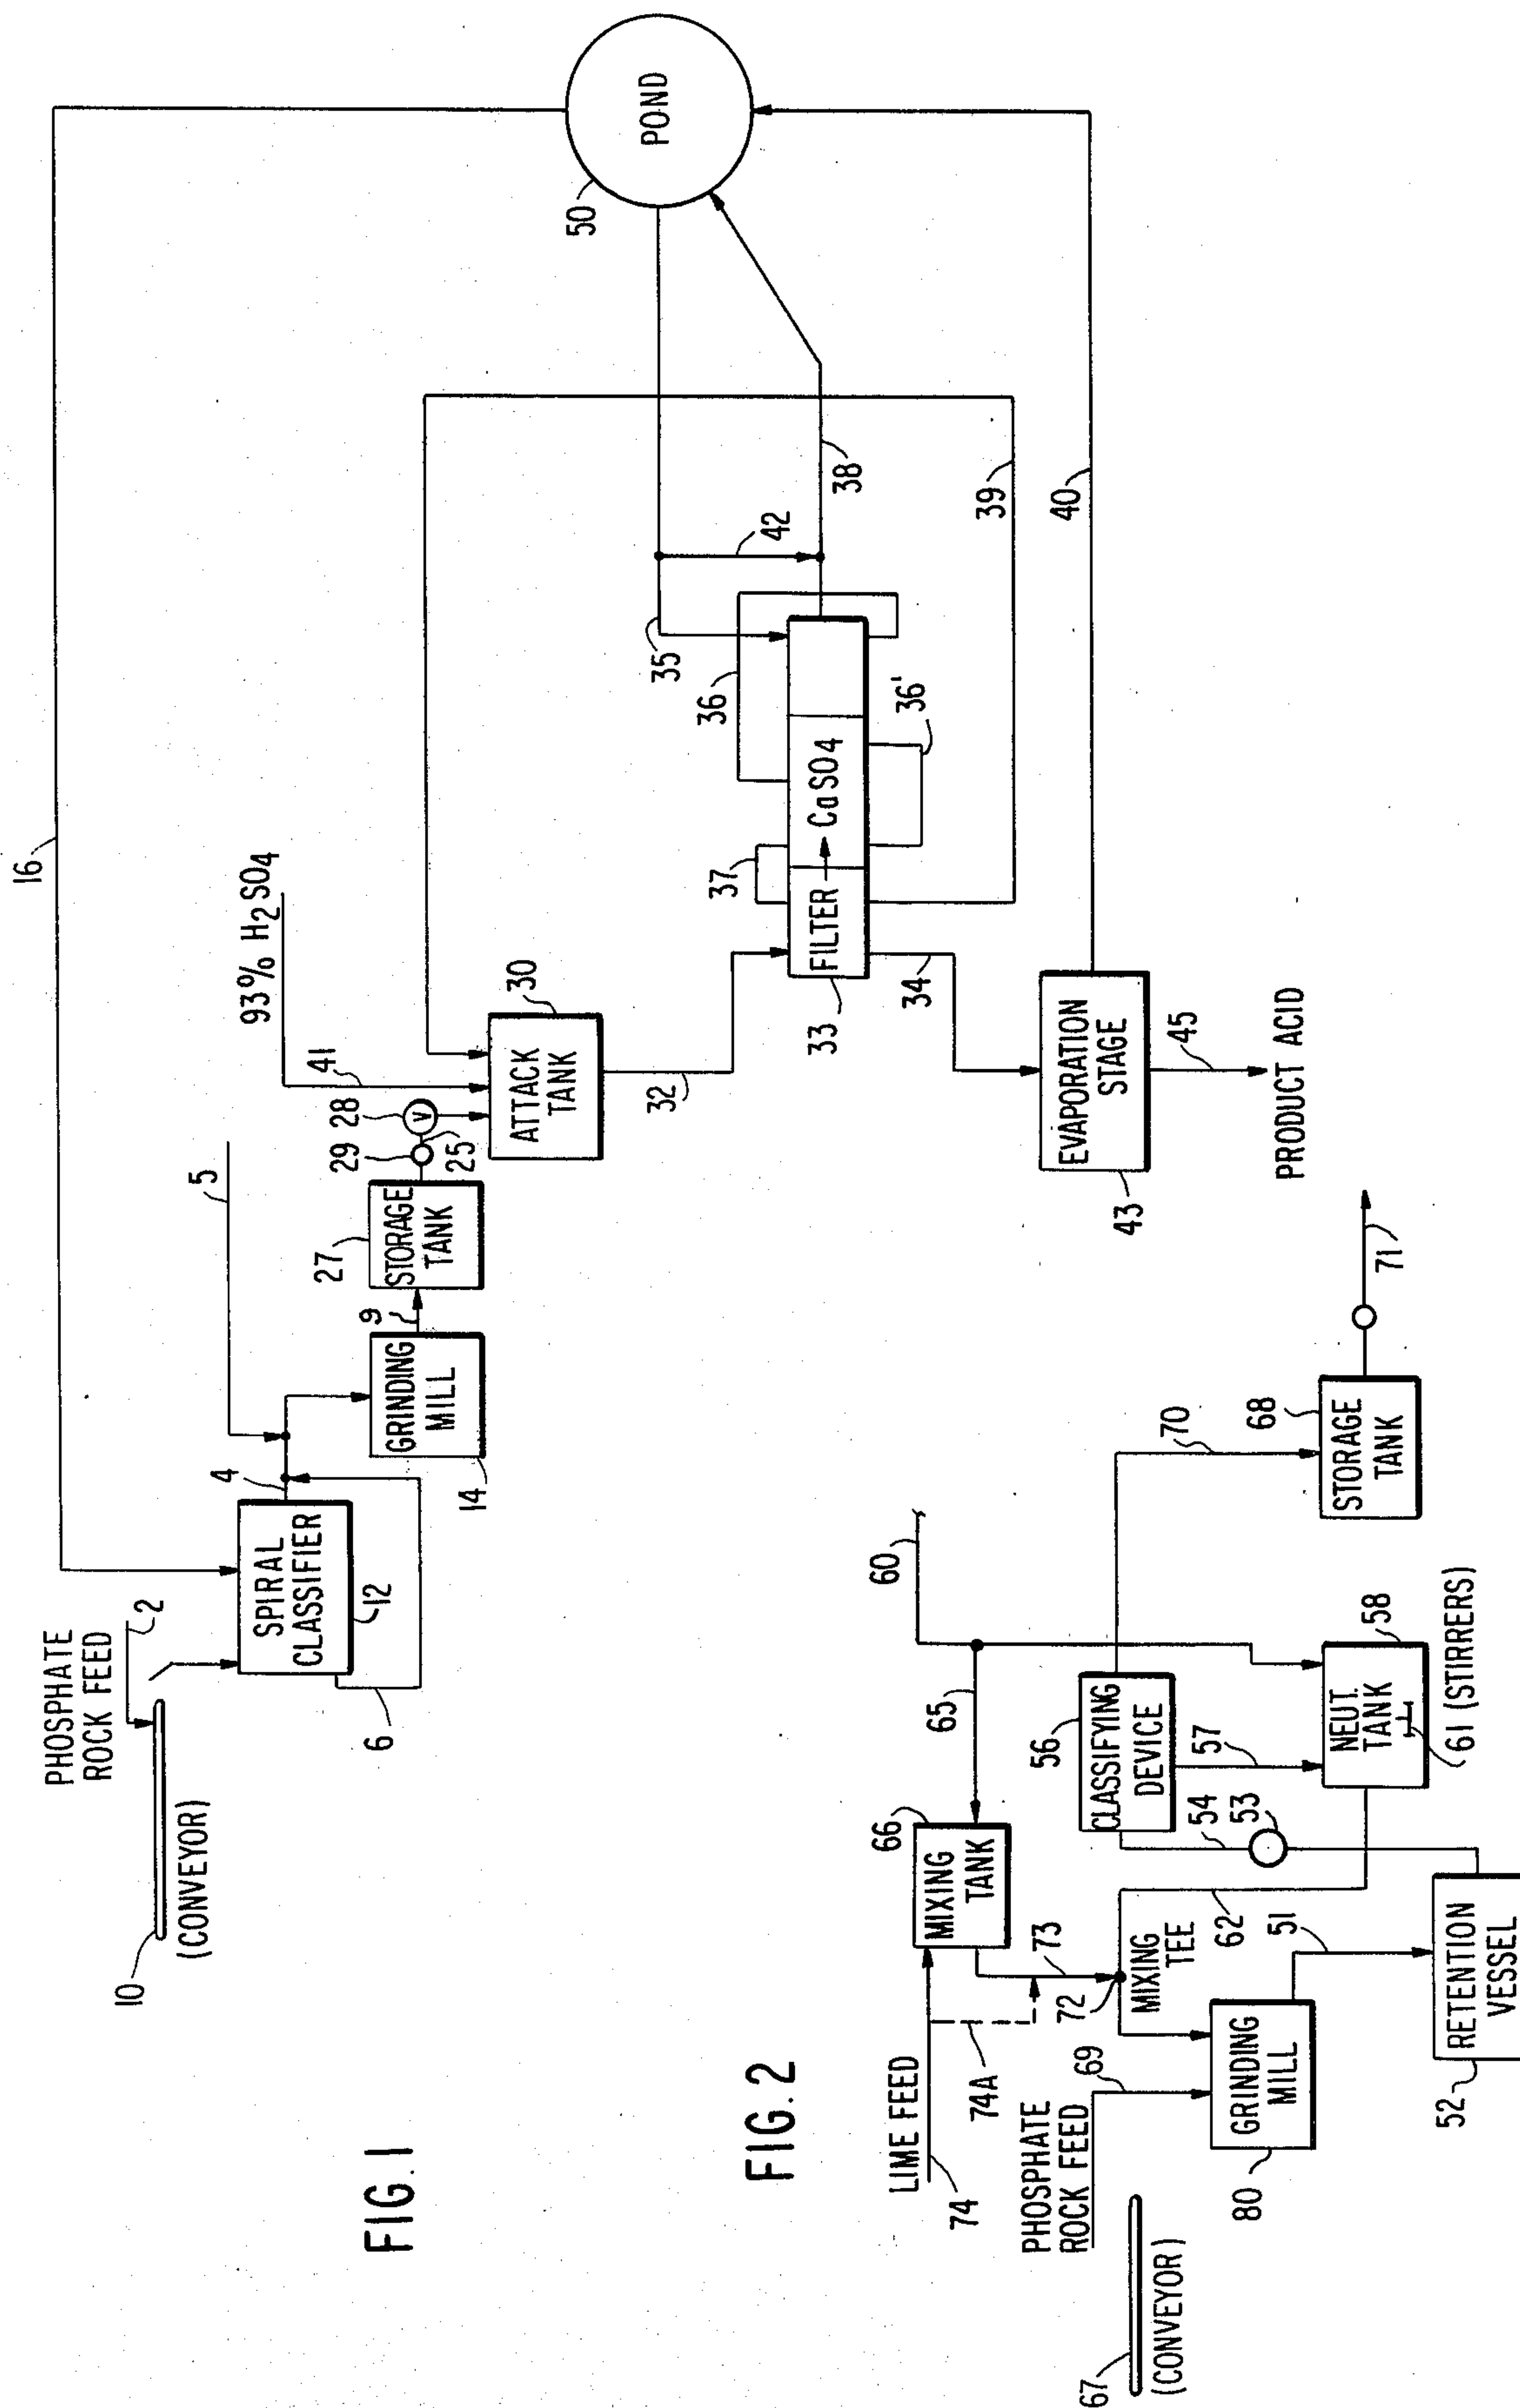 FIG. 1
PHOSPHATE
ROCK FEED
2
10
(CONVEYOR)
SPIRAL
CLASSIFIER
12
6
4
5
16
GRINDING
MILL
14
9
STORAGE
TANK
27
29
28
V
25
41
93% H2SO4
ATTACK
TANK
30
32
FILTER
CaSO4
33
34
37
36
36'
35
42
38
39
40
50
POND
EVAPORATION
STAGE
43
45
PRODUCT ACID
FIG. 2
LIME FEED
74
74A
66
MIXING
TANK
65
60
73
72
MIXING
TEE
62
PHOSPHATE
ROCK FEED
69
67
(CONVEYOR)
GRINDING
MILL
80
51
RETENTION
VESSEL
52
53
54
56
CLASSIFYING
DEVICE
57
NEUT.
TANK
58
61 (STIRRERS)
70
68
STORAGE
TANK
71